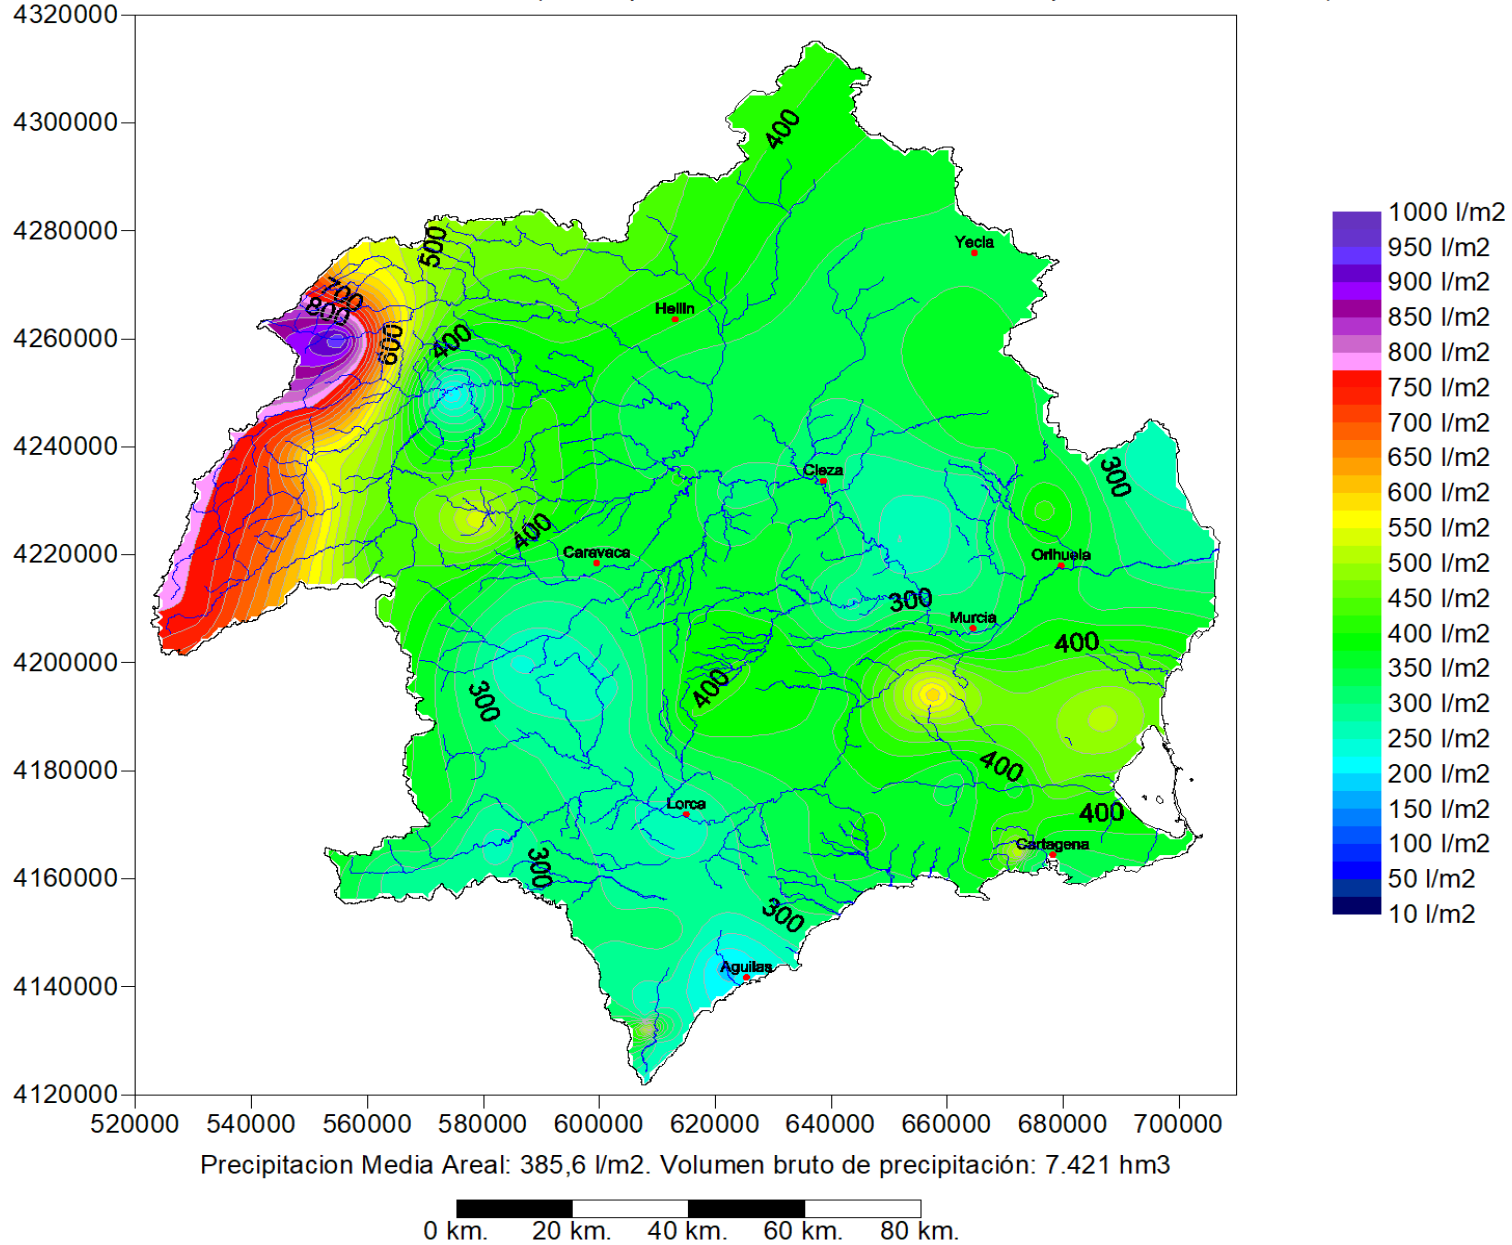 4320000
4300000
4280000
4260000
4240000
4220000
4200000
4180000
4160000
4140000
4120000
520000 540000 560000 580000 600000 620000 640000 660000 680000 700000
400
500
Yecla
700
800
600
400
Hellin
Cieza
300
400
Caravaca
Orihuela
300
Murcia
400
300
400
400
Lorca
400
Cartagena
300
300
Aguilas
1000 l/m2
950 l/m2
900 l/m2
850 l/m2
800 l/m2
750 l/m2
700 l/m2
650 l/m2
600 l/m2
550 l/m2
500 l/m2
450 l/m2
400 l/m2
350 l/m2
300 l/m2
250 l/m2
200 l/m2
150 l/m2
100 l/m2
50 l/m2
10 l/m2
Precipitacion Media Areal: 385,6 l/m2. Volumen bruto de precipitación: 7.421 hm3
0 km. 20 km. 40 km. 60 km. 80 km.